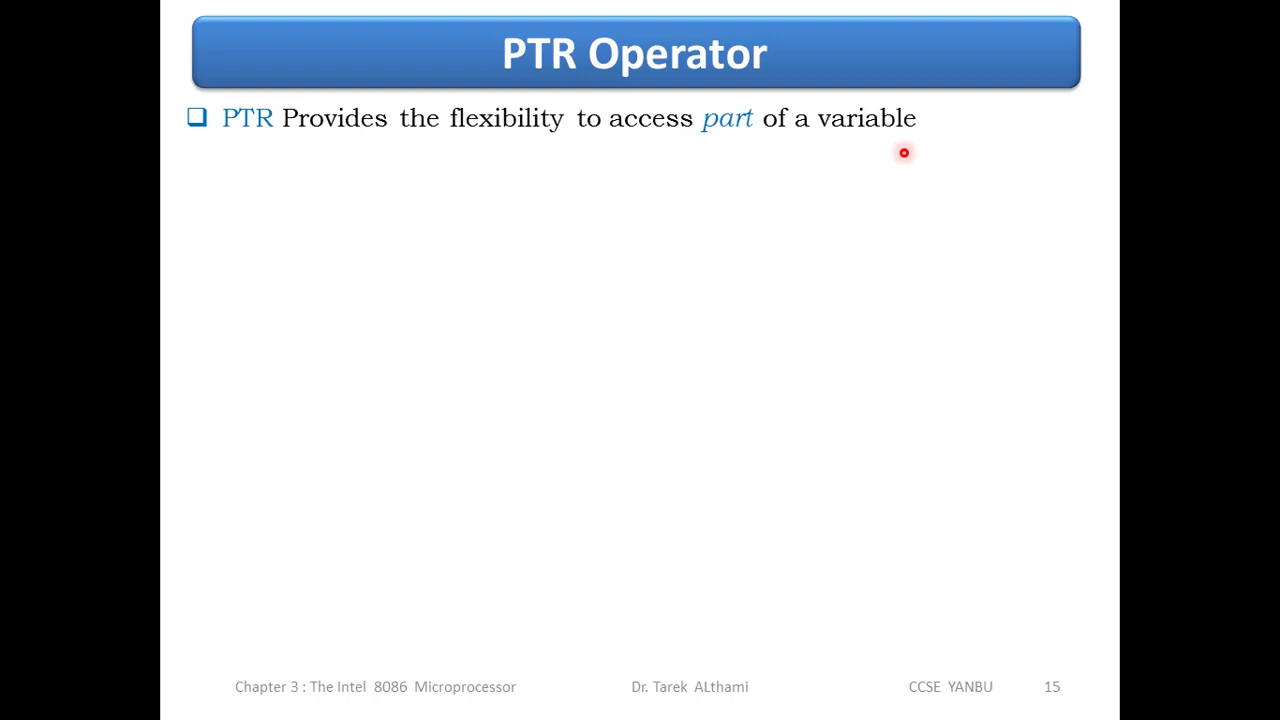 PTR Operator
PTR Provides the flexibility to access part of a variable
Chapter 3 : The Intel 8086 Microprocessor Dr. Tarek ALthami CCSE YANBU 15